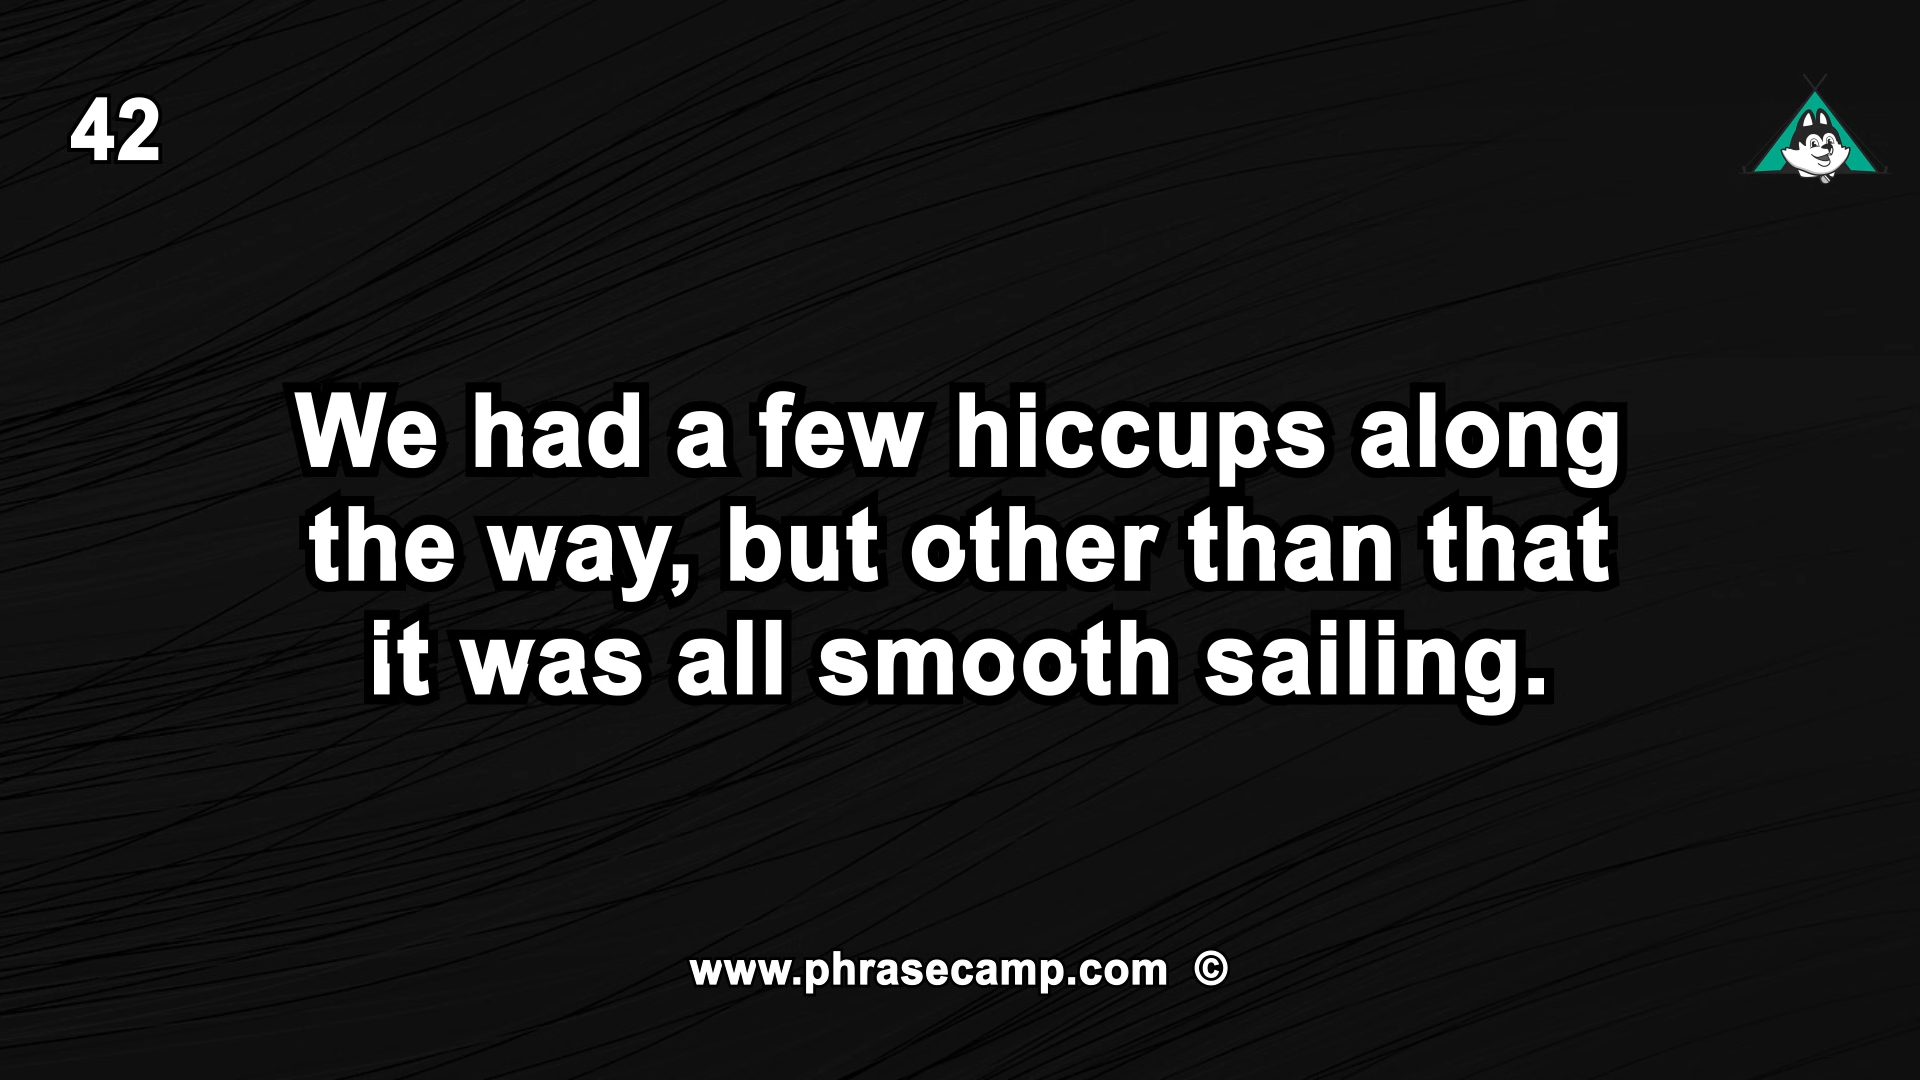 42
We had a few hiccups along
the way, but other than that
it was all smooth sailing.
www.phrasecamp.com ©